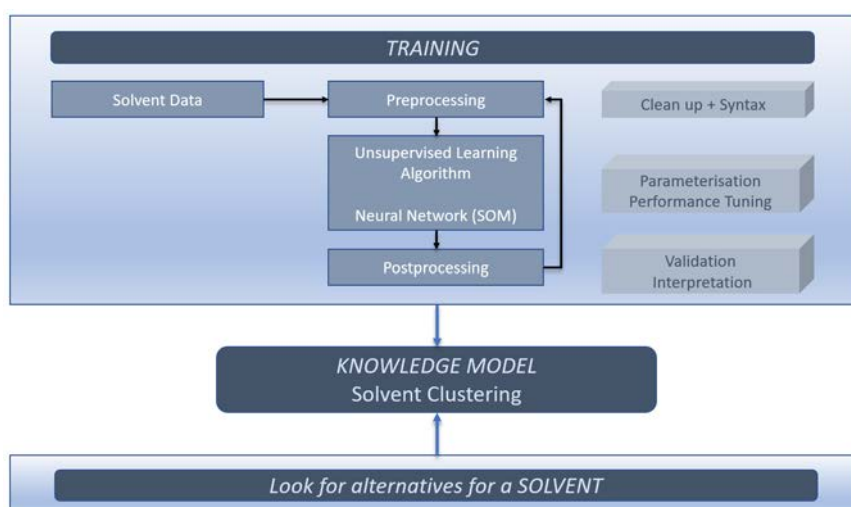 TRAINING
Solvent Data
Preprocessing
Clean up + Syntax
Unsupervised Learning
Algorithm
Neural Network (SOM)
Parameterisation
Performance Tuning
Postprocessing
Validation
Interpretation
KNOWLEDGE MODEL
Solvent Clustering
Look for alternatives for a SOLVENT